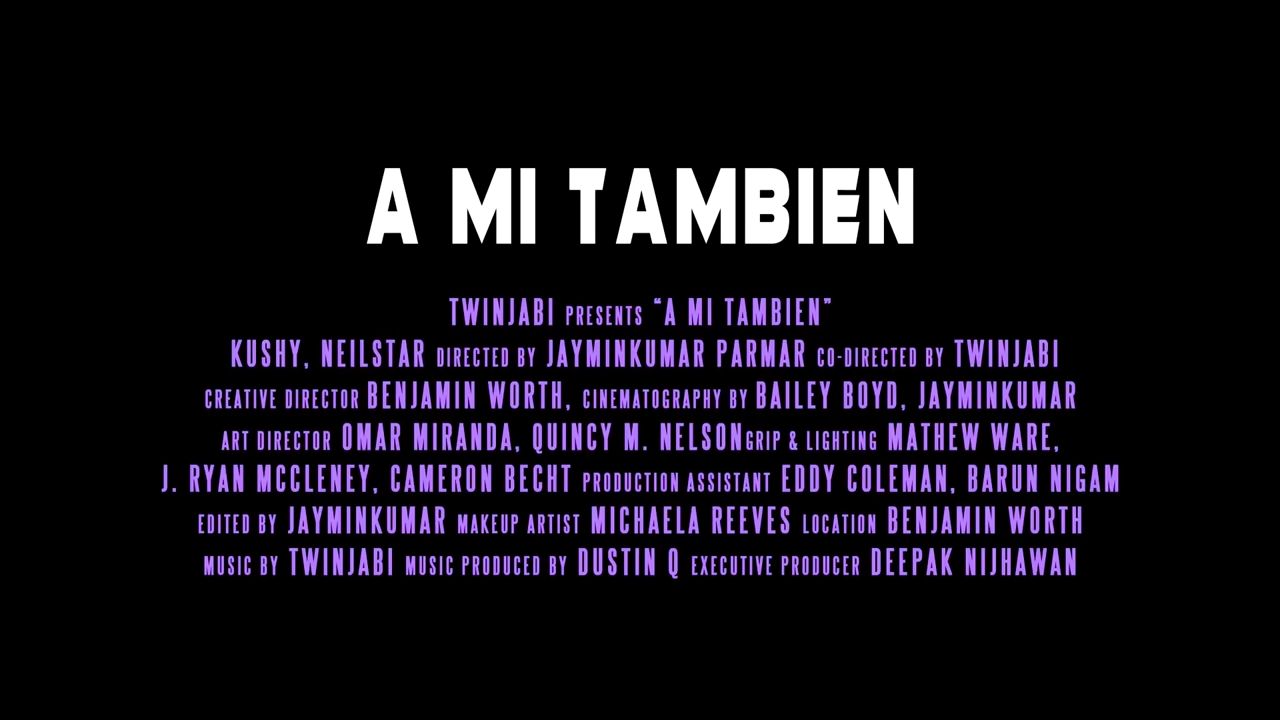 A MI TAMBIEN
TWINJABI PRESENTS “A MI TAMBIEN”
KUSHY, NEILSTAR DIRECTED BY JAYMINKUMAR PARMAR CO-DIRECTED BY TWINJABI
CREATIVE DIRECTOR BENJAMIN WORTH, CINEMATOGRAPHY BY BAILEY BOYD, JAYMINKUMAR
ART DIRECTOR OMAR MIRANDA, QUINCY M. NELSONGRIP & LIGHTING MATHEW WARE,
J. RYAN MCCLENEY, CAMERON BECHT PRODUCTION ASSISTANT EDDY COLEMAN, BARUN NIGAM
EDITED BY JAYMINKUMAR MAKEUP ARTIST MICHAELA REEVES LOCATION BENJAMIN WORTH
MUSIC BY TWINJABI MUSIC PRODUCED BY DUSTIN Q EXECUTIVE PRODUCER DEEPAK NIJHAWAN